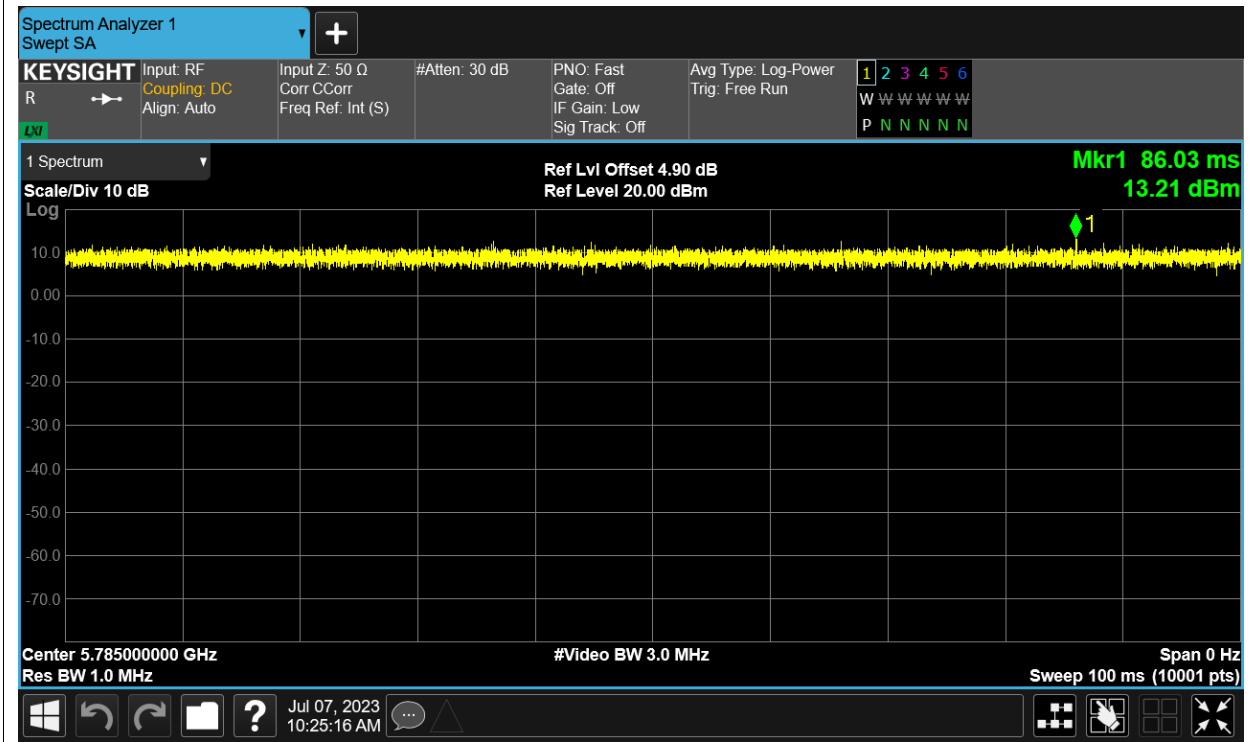 Spectrum Analyzer 1
Swept SA
+
KEYSIGHT
R
LXI
Input: RF
Coupling: DC
Align: Auto
Input Z: 50 Ω
Corr CCorr
Freq Ref: Int (S)
#Atten: 30 dB
PNO: Fast
Gate: Off
IF Gain: Low
Sig Track: Off
Avg Type: Log-Power
Trig: Free Run
1 2 3 4 5 6
W W W W W W
P N N N N N
1 Spectrum
Scale/Div 10 dB
Ref Lvl Offset 4.90 dB
Ref Level 20.00 dBm
Mkr1 86.03 ms
13.21 dBm
Log
1
10.0
0.00
-10.0
-20.0
-30.0
-40.0
-50.0
-60.0
-70.0
Center 5.785000000 GHz
Res BW 1.0 MHz
#Video BW 3.0 MHz
Span 0 Hz
Sweep 100 ms (10001 pts)
?
Jul 07, 2023
10:25:16 AM